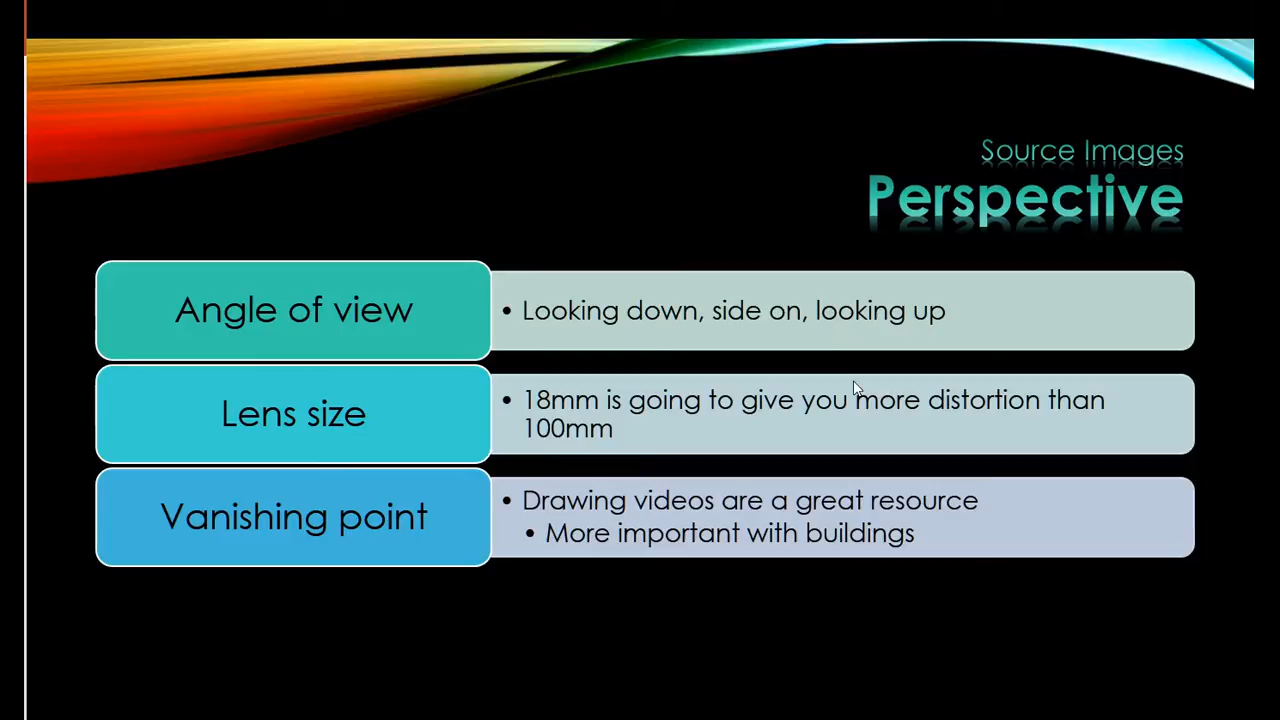 Source Images
Perspective
Angle of view
• Looking down, side on, looking up
Lens size
• 18mm is going to give you more distortion than
100mm
Vanishing point
• Drawing videos are a great resource
• More important with buildings